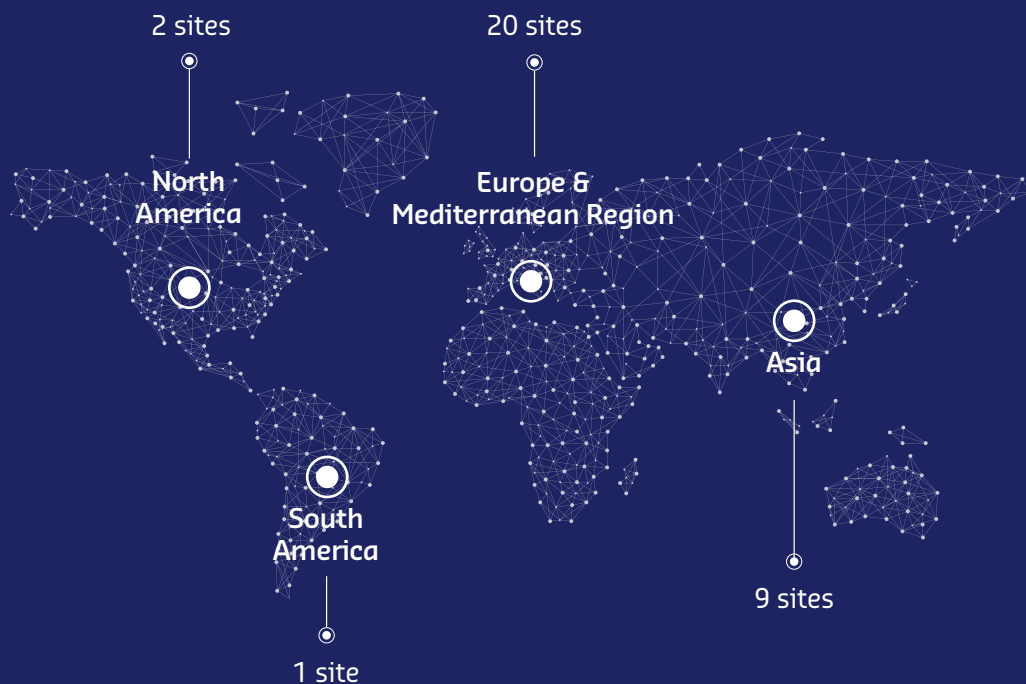 2 sites
20 sites
North
America
Europe &
Mediterranean Region
Asia
South
America
9 sites
1 site